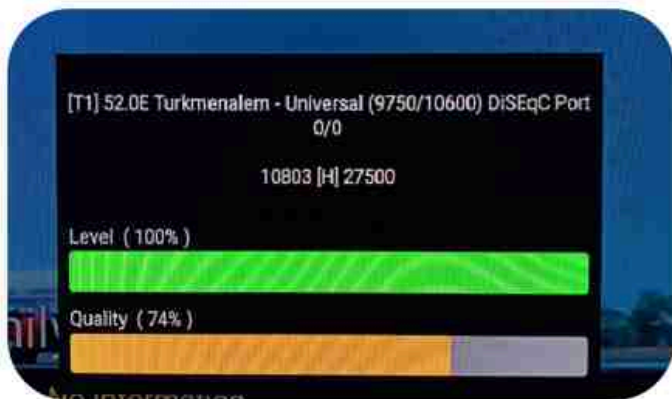 [T1] 52.0E Turkmenalem - Universal (9750/10600) DiSEqC Port
0/0
10803 [H] 27500
Level ( 100% )
Quality ( 74% )